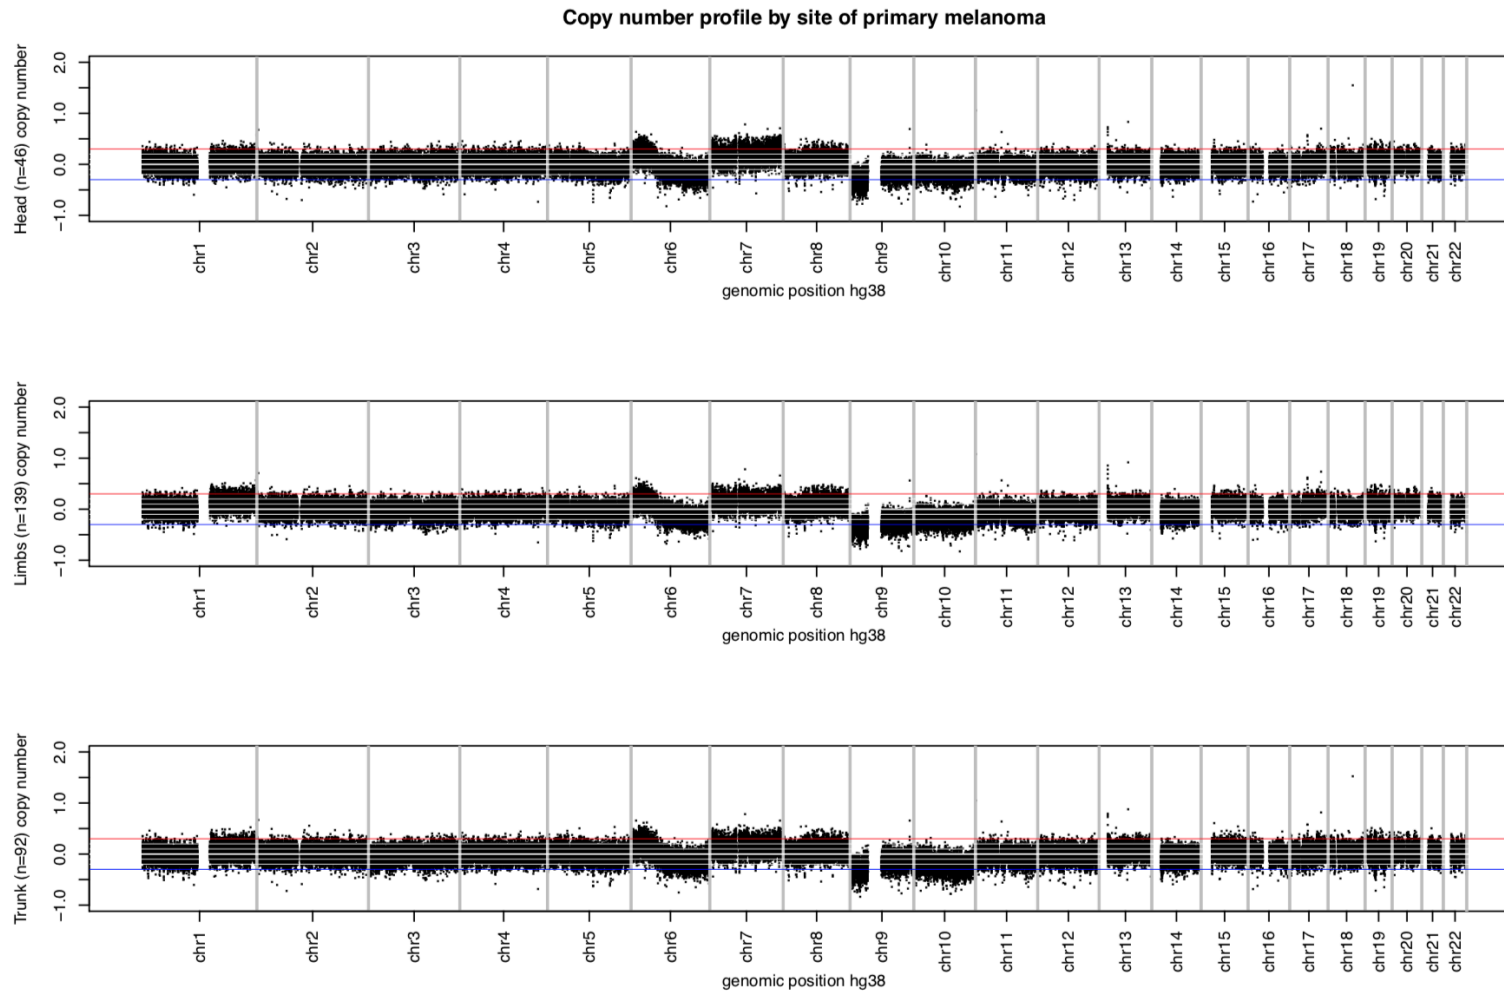 Copy number profile by site of primary melanoma
Head (n=46) copy number
2.0
1.0
0.0
−1.0
chr1 chr2 chr3 chr4 chr5 chr6 chr7 chr8 chr9 chr10 chr11 chr12 chr13 chr14 chr15 chr16 chr17 chr18 chr19 chr20 chr21 chr22
genomic position hg38
Limbs (n=139) copy number
2.0
1.0
0.0
−1.0
chr1 chr2 chr3 chr4 chr5 chr6 chr7 chr8 chr9 chr10 chr11 chr12 chr13 chr14 chr15 chr16 chr17 chr18 chr19 chr20 chr21 chr22
genomic position hg38
Trunk (n=92) copy number
2.0
1.0
0.0
−1.0
chr1 chr2 chr3 chr4 chr5 chr6 chr7 chr8 chr9 chr10 chr11 chr12 chr13 chr14 chr15 chr16 chr17 chr18 chr19 chr20 chr21 chr22
genomic position hg38